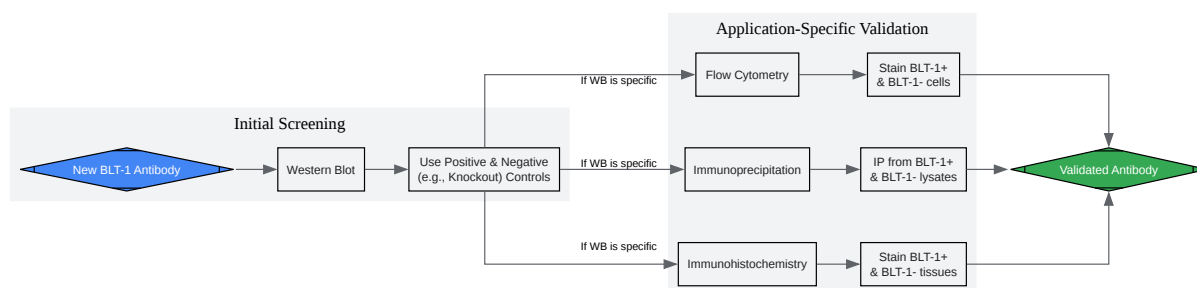 Application-Specific Validation
If WB is specific
Flow Cytometry
Stain BLT-1+
& BLT-1- cells
Initial Screening
New BLT-1 Antibody
Western Blot
Use Positive & Negative
(e.g., Knockout) Controls
If WB is specific
Immunoprecipitation
IP from BLT-1+
& BLT-1- lysates
Validated Antibody
If WB is specific
Immunohistochemistry
Stain BLT-1+
& BLT-1- tissues